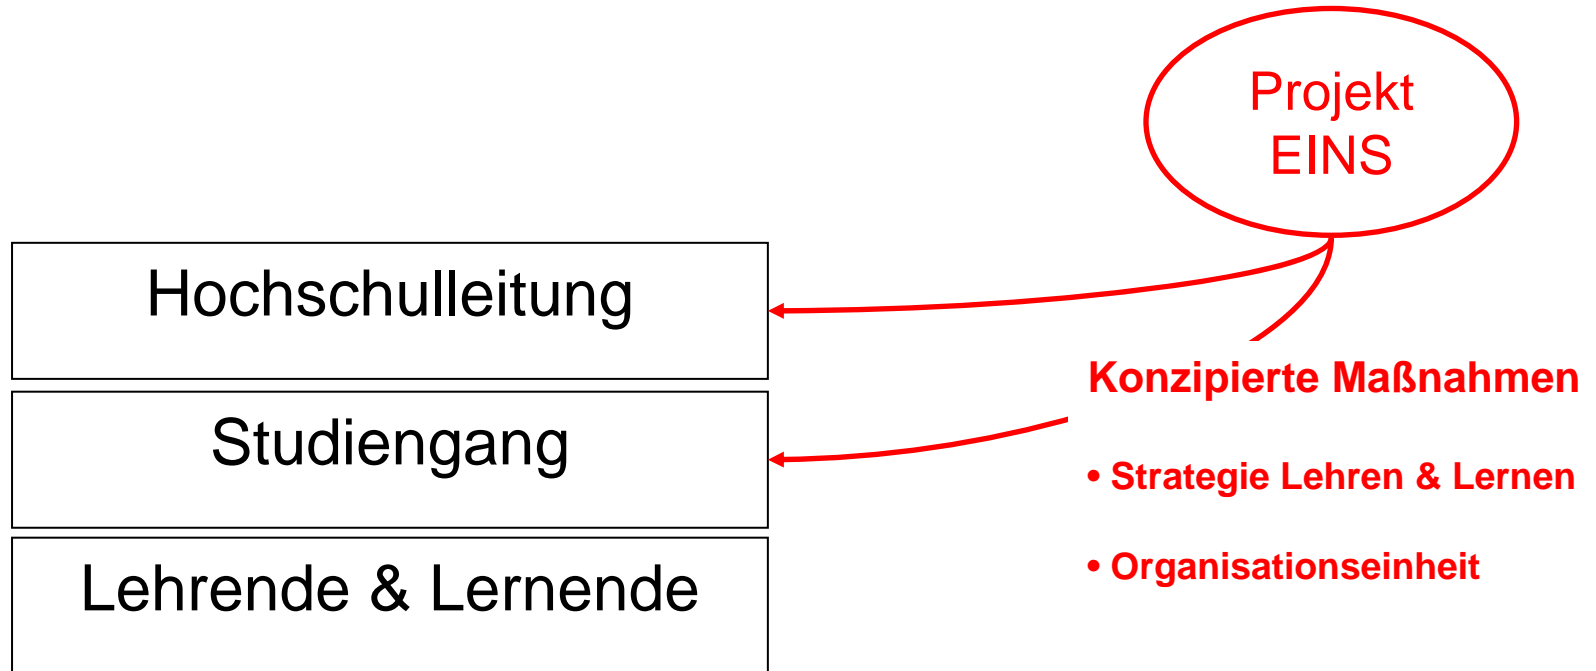 Projekt
EINS
Hochschulleitung
Konzipierte Maßnahmen
Studiengang
• Strategie Lehren & Lernen
• Organisationseinheit
Lehrende & Lernende